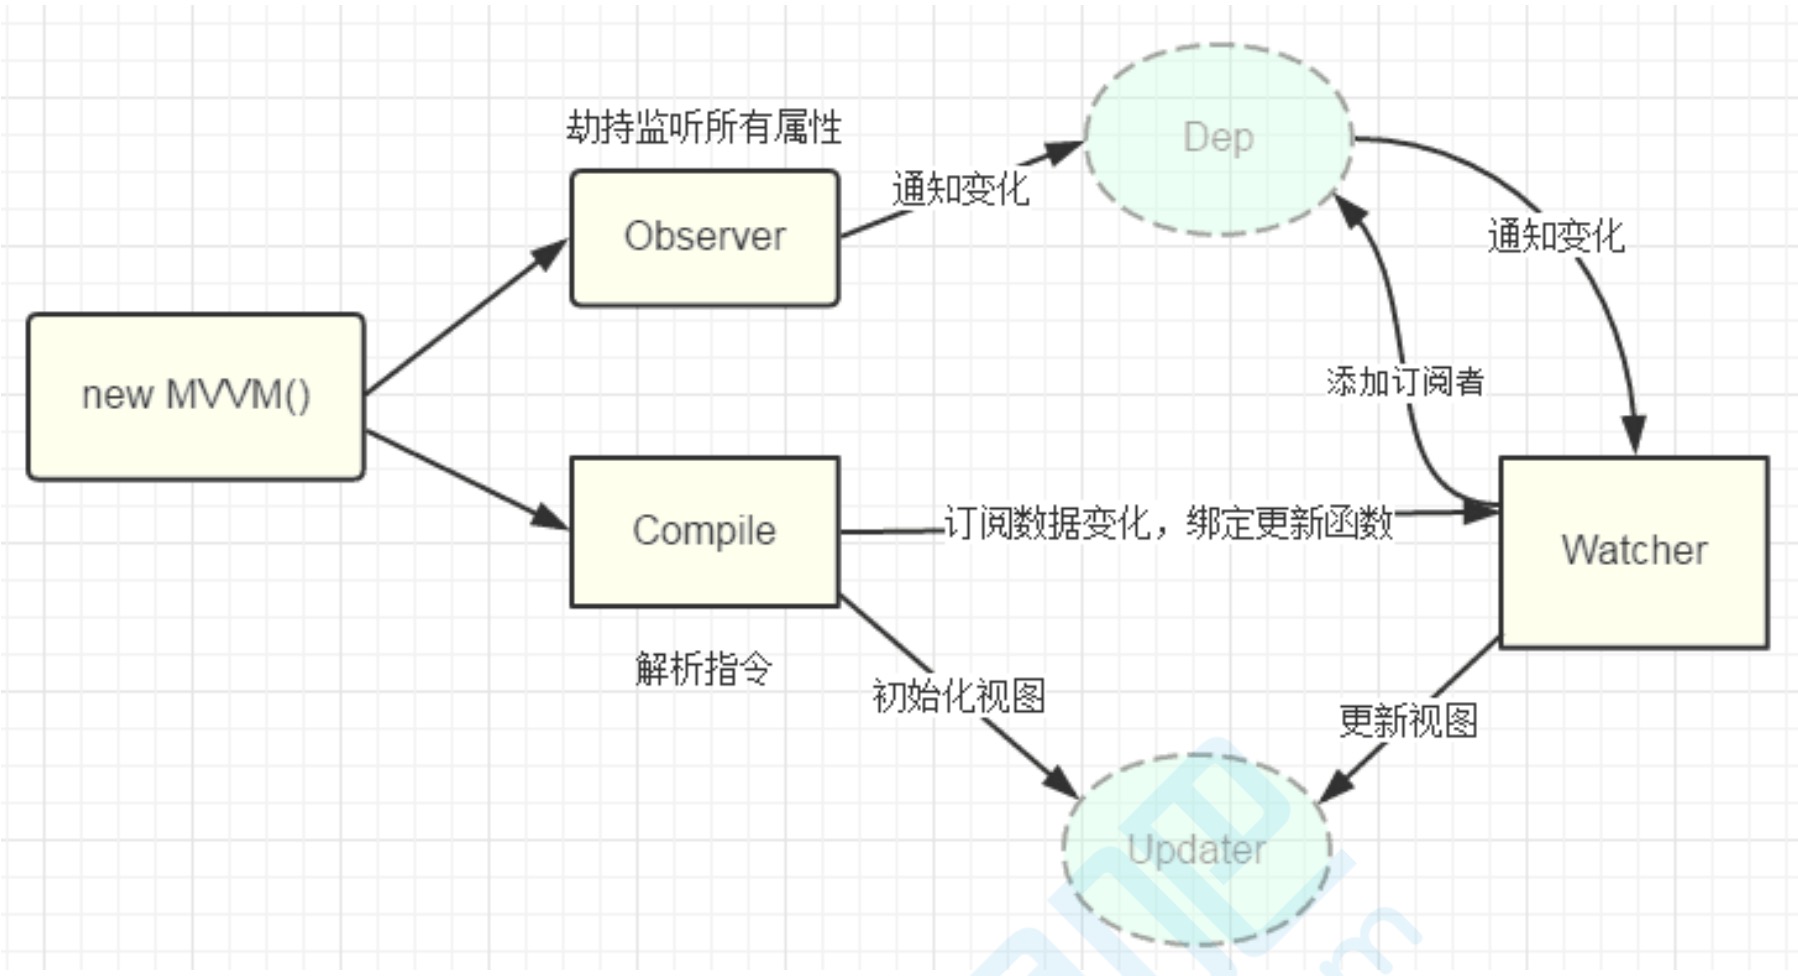 劫持监听所有属性
Dep
通知变化
Observer
通知变化
new MVVM()
添加订阅者
Compile
订阅数据变化，绑定更新函数
Watcher
解析指令
初始化视图
更新视图
Updater